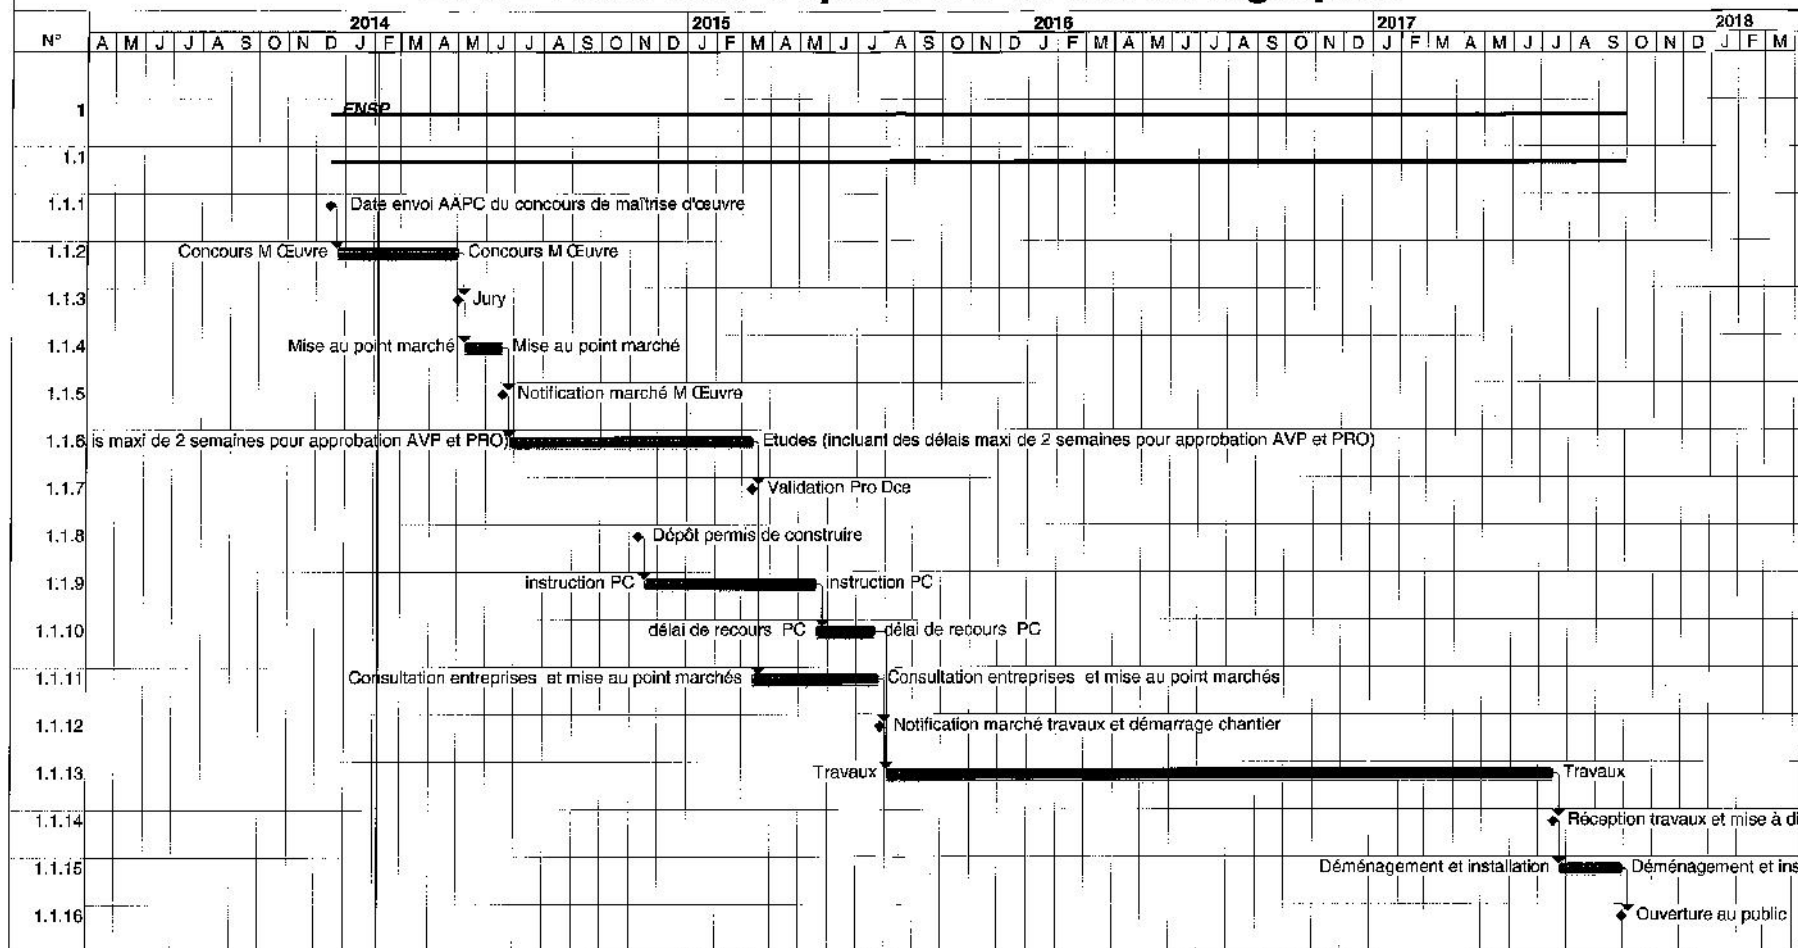 2014 2015 2016 2017 2018
N° A M J J A S O N D J F M A M J J A S O N D J F M A M J J A S O N D J F M A M J J A S O N D J F M A M J J A S O N D J F M
1 ENSP
1.1
1.1.1 Date envoi AAPC du concours de maîtrise d'œuvre
1.1.2 Concours M Œuvre Concours M Œuvre
1.1.3 Jury
1.1.4 Mise au point marché Mise au point marché
1.1.5 Notification marché M Œuvre
1.1.6 is maxi de 2 semaines pour approbation AVP et PRO) Etudes (incluant des délais maxi de 2 semaines pour approbation AVP et PRO)
1.1.7 Validation Pro Dce
1.1.8 Dépôt permis de construire
1.1.9 instruction PC instruction PC
1.1.10 délai de recours PC délai de recours PC
1.1.11 Consultation entreprises et mise au point marchés Consultation entreprises et mise au point marchés
1.1.12 Notification marché travaux et démarrage chantier
1.1.13 Travaux Travaux
1.1.14 Réception travaux et mise à di
1.1.15 Déménagement et installation Déménagement et ins
1.1.16 Ouverture au public